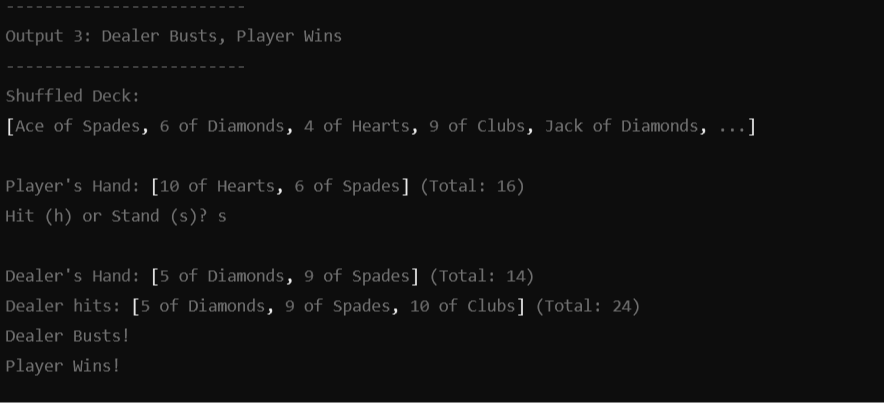 -------------------------
Output 3: Dealer Busts, Player Wins
-------------------------
Shuffled Deck:
[Ace of Spades, 6 of Diamonds, 4 of Hearts, 9 of Clubs, Jack of Diamonds, ...]
Player's Hand: [10 of Hearts, 6 of Spades] (Total: 16)
Hit (h) or Stand (s)? s
Dealer's Hand: [5 of Diamonds, 9 of Spades] (Total: 14)
Dealer hits: [5 of Diamonds, 9 of Spades, 10 of Clubs] (Total: 24)
Dealer Busts!
Player Wins!